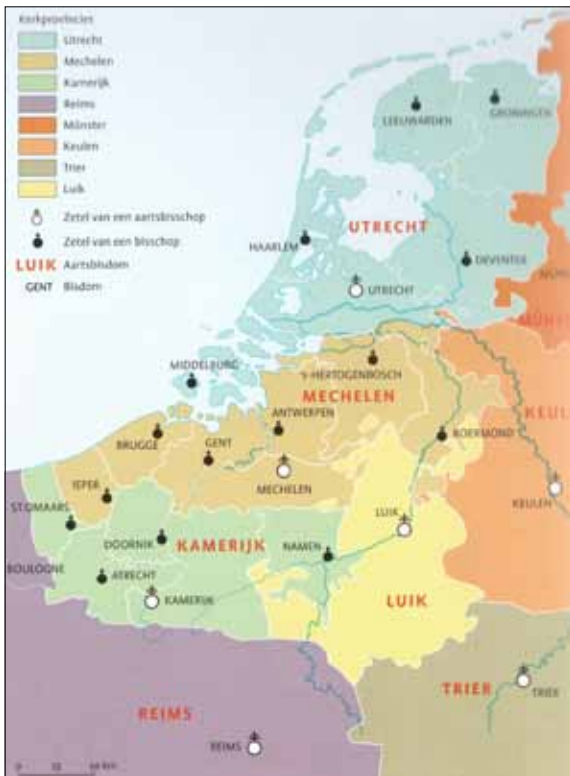 Kerkprovincies
Utrecht
Mechelen
Kamerijk
Reims
Münster
Keulen
Trier
Luik
Zetel van een aartsbisschop
Zetel van een bisschop
LUIK Aartsbisdom
GENT Bisdom
LEEUWARDEN
GRONINGEN
UTRECHT
HAARLEM
DEVENTER
UTRECHT
MIDDELBURG
'S-HERTOGENBOSCH
MECHELEN
ANTWERPEN
BRUGGE
GENT
ROERMOND
MECHELEN
KEULEN
IEPER
ST.OMAARS
LUIK
DOORNIK
KAMERIJK
NAMEN
BOULOGNE
ATRECHT
KAMERIJK
LUIK
TRIER
TRIER
REIMS
REIMS
0